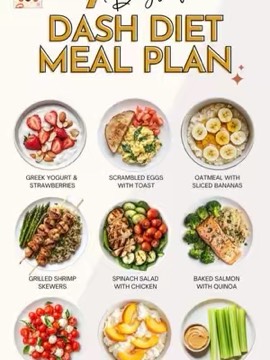 DASH DIET
MEAL PLAN
GREEK YOGURT &
STRAWBERRIES
SCRAMBLED EGGS
WITH TOAST
OATMEAL WITH
SLICED BANANAS
GRILLED SHRIMP
SKEWERS
SPINACH SALAD
WITH CHICKEN
BAKED SALMON
WITH QUINOA